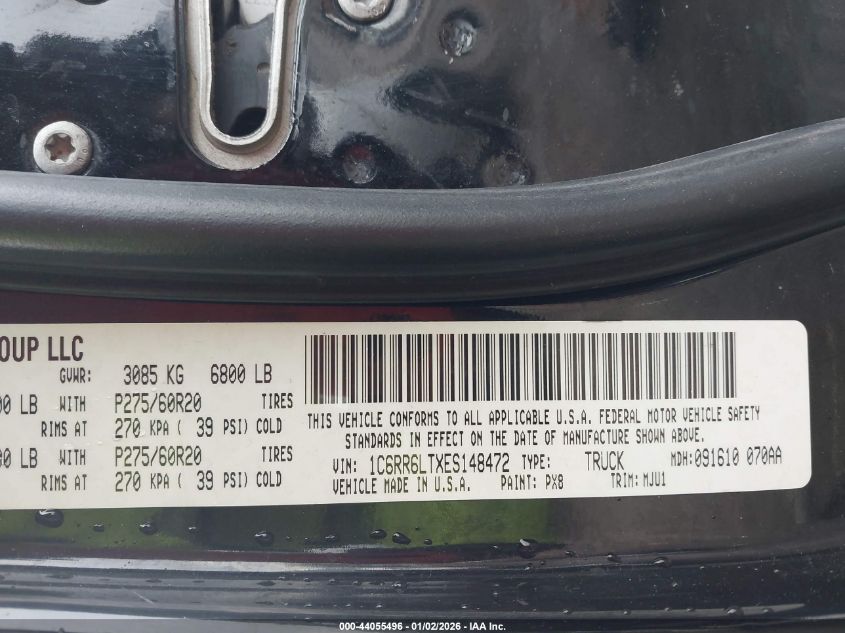 OUP LLC
GVWR: 3085 KG 6800 LB
00 LB WITH P275/60R20 TIRES
RIMS AT 270 KPA ( 39 PSI) COLD
00 LB WITH P275/60R20 TIRES
RIMS AT 270 KPA ( 39 PSI) COLD
THIS VEHICLE CONFORMS TO ALL APPLICABLE U.S.A. FEDERAL MOTOR VEHICLE SAFETY
STANDARDS IN EFFECT ON THE DATE OF MANUFACTURE SHOWN ABOVE.
VIN: 1C6RR6LTXES148472 TYPE: TRUCK MDH:091610 070AA
VEHICLE MADE IN U.S.A. PAINT: PX8 TRIM: MJU1
000-44055496 - 01/02/2026 - IAA Inc.